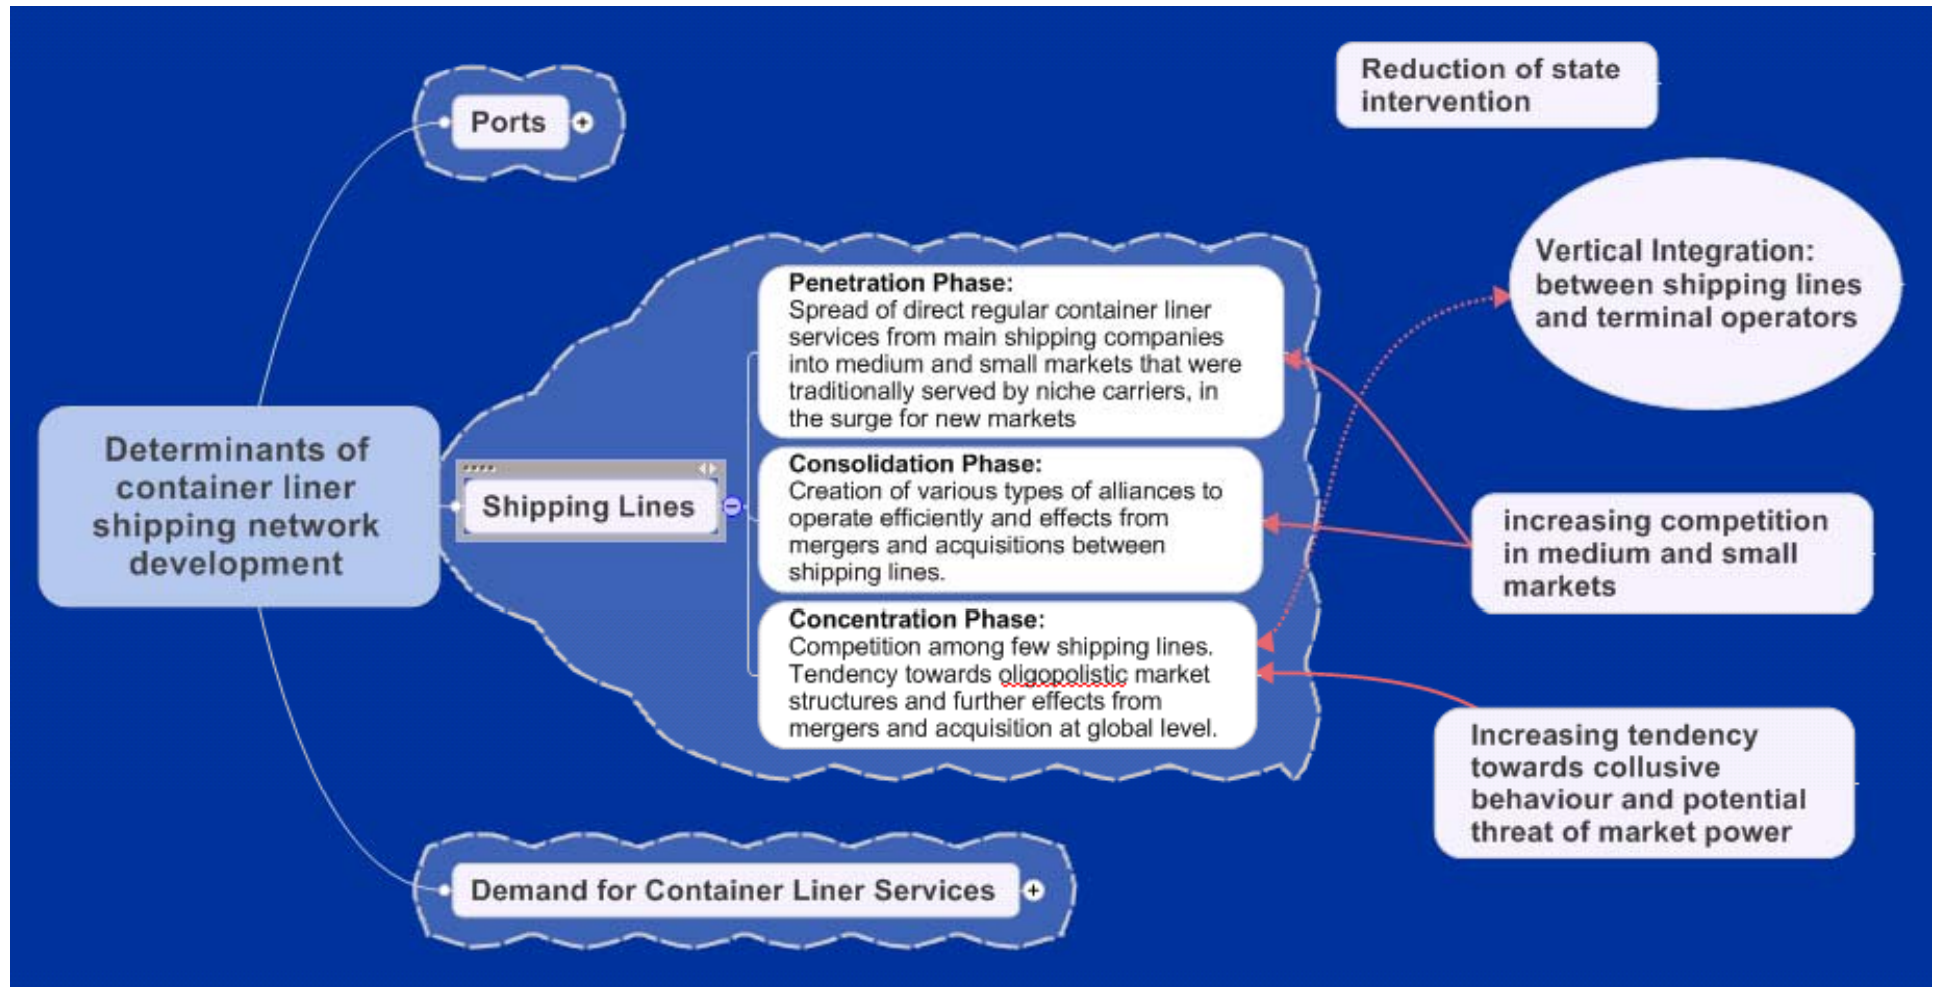 Ports
Reduction of state
intervention
Vertical Integration:
between shipping lines
and terminal operators
Determinants of
container liner
shipping network
development
Shipping Lines
Penetration Phase:
Spread of direct regular container liner
services from main shipping companies
into medium and small markets that were
traditionally served by niche carriers, in
the surge for new markets
Consolidation Phase:
Creation of various types of alliances to
operate efficiently and effects from
mergers and acquisitions between
shipping lines.
Concentration Phase:
Competition among few shipping lines.
Tendency towards oligopolistic market
structures and further effects from
mergers and acquisition at global level.
increasing competition
in medium and small
markets
Increasing tendency
towards collusive
behaviour and potential
threat of market power
Demand for Container Liner Services